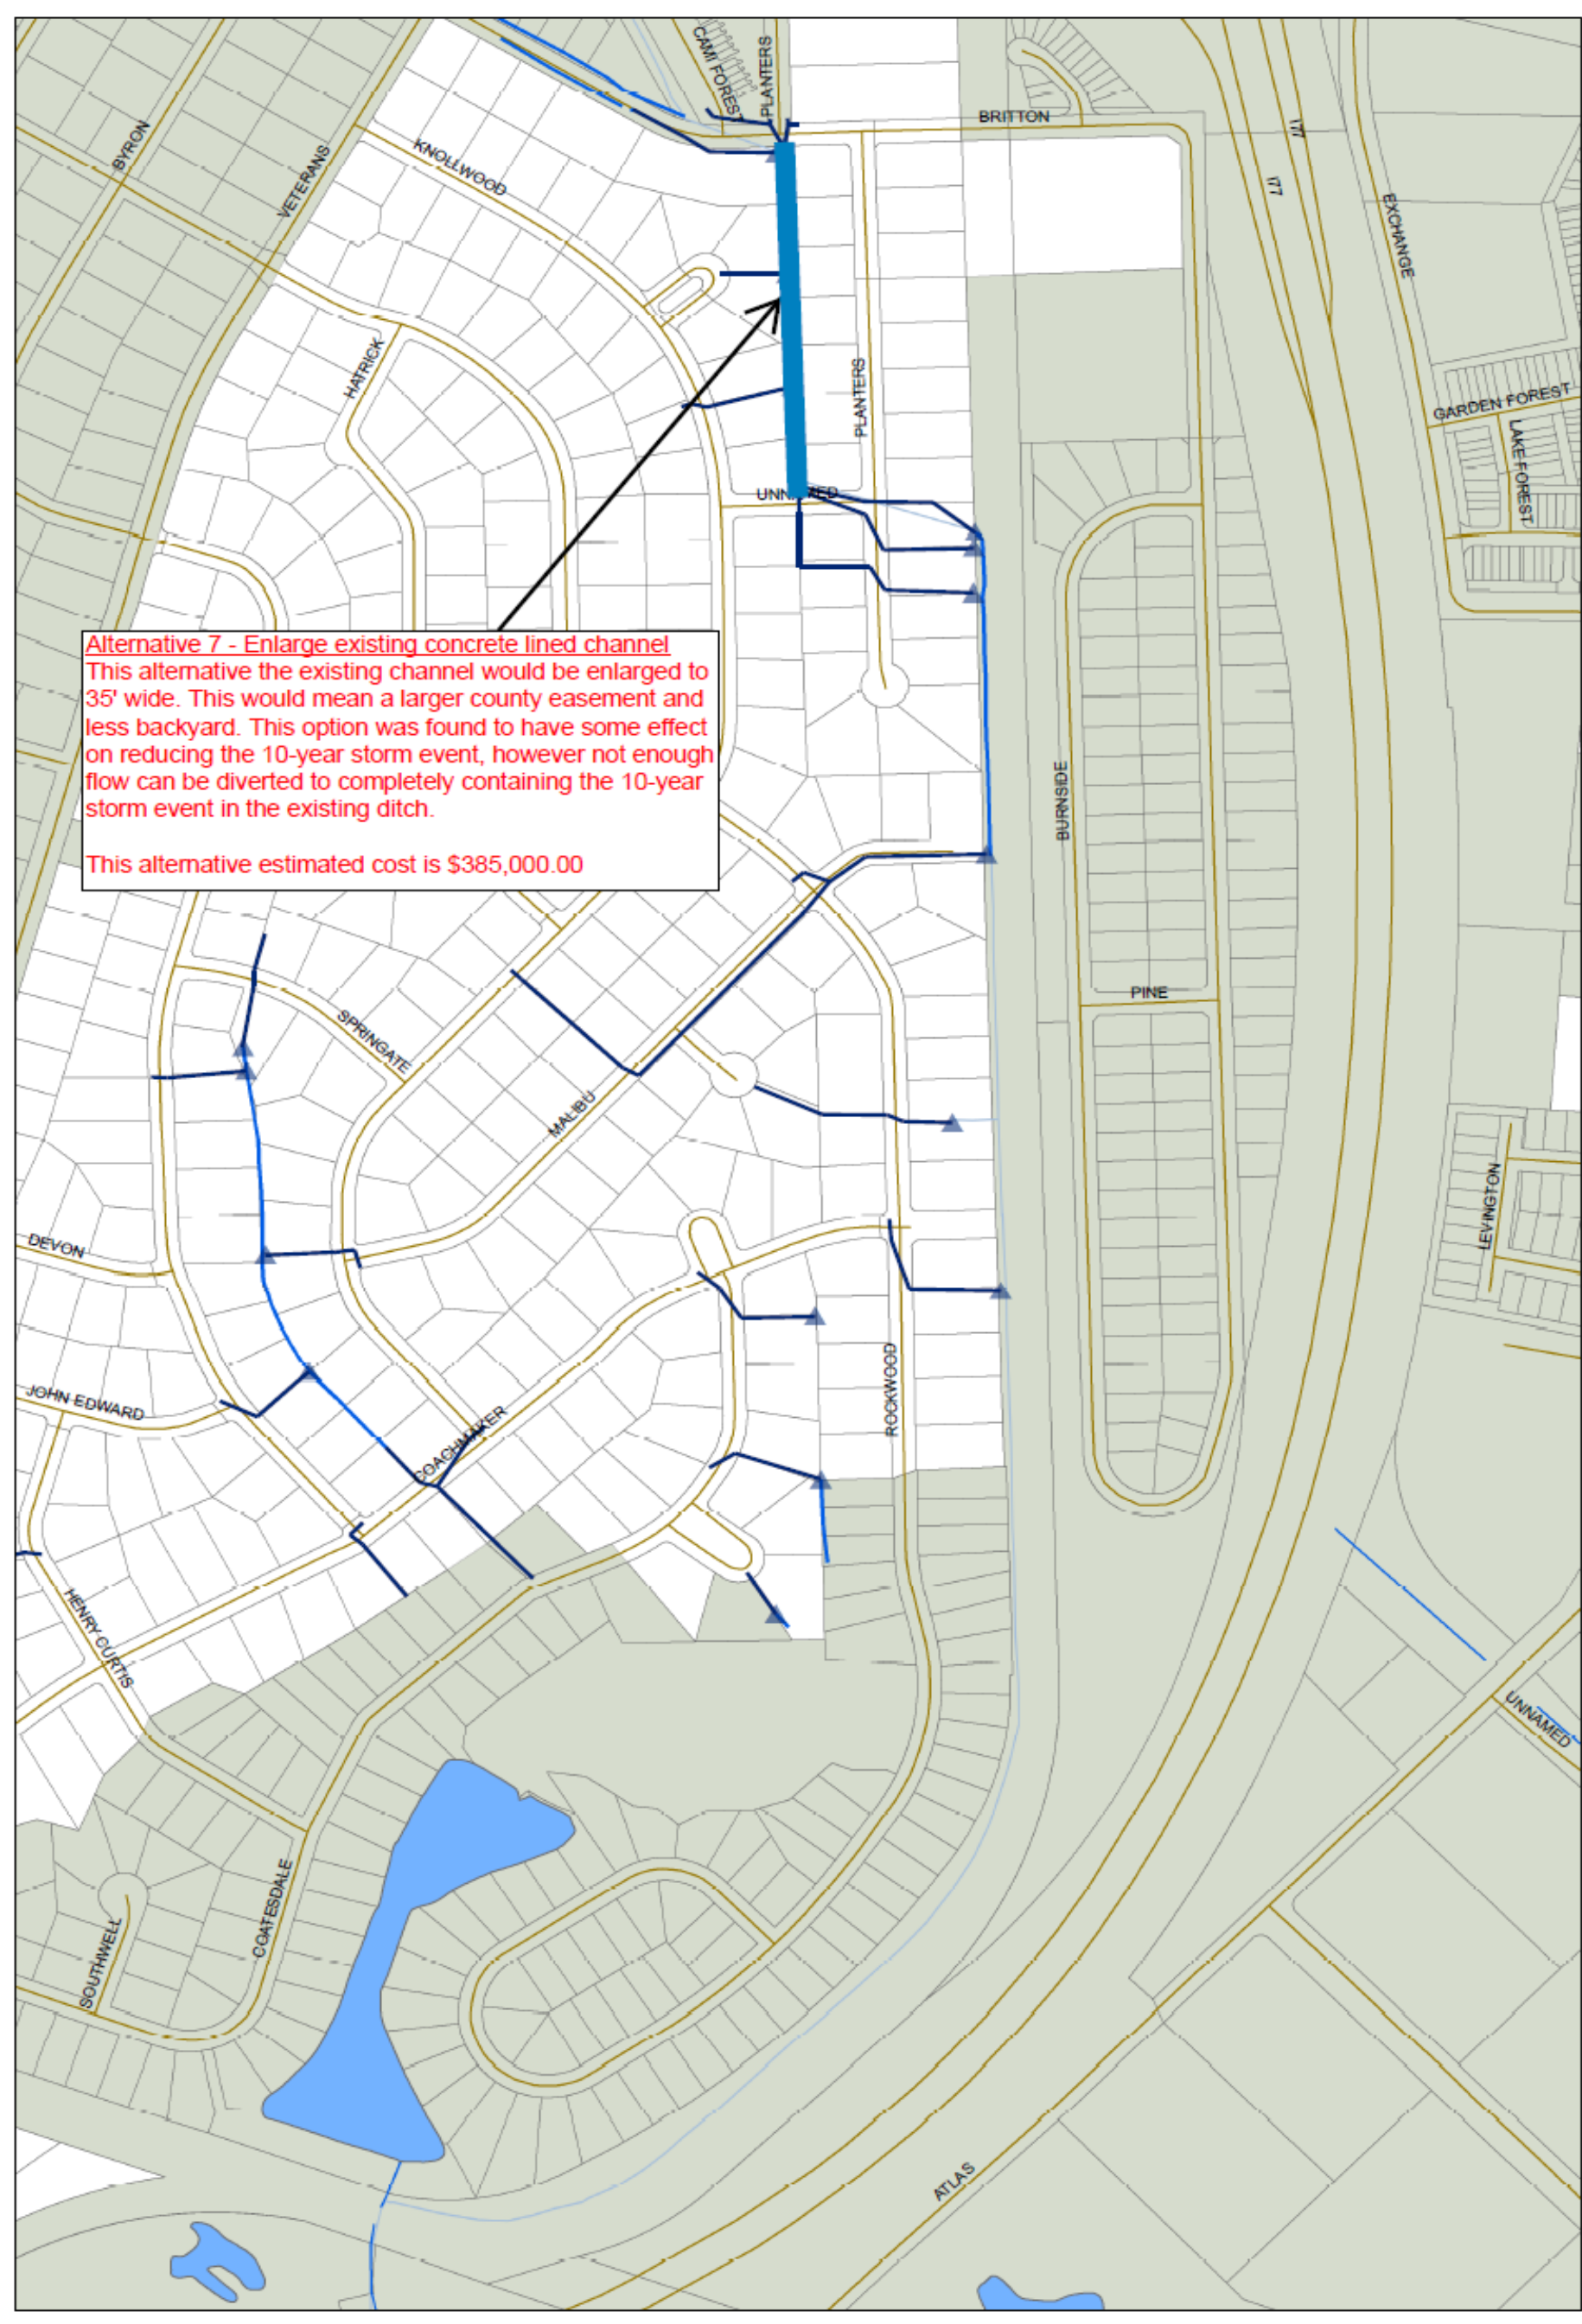 CAMI FOREST
PLANTERS
BRITTON
BYRON
VETERANS
KNOLLWOOD
I77
I77
EXCHANGE
HATRICK
PLANTERS
GARDEN FOREST
LAKE FOREST
Alternative 7 - Enlarge existing concrete lined channel
This alternative the existing channel would be enlarged to
35' wide. This would mean a larger county easement and
less backyard. This option was found to have some effect
on reducing the 10-year storm event, however not enough
flow can be diverted to completely containing the 10-year
storm event in the existing ditch.
This alternative estimated cost is $385,000.00
BURNSIDE
PINE
SPRINGATE
MALIBU
LEVINGTON
DEVON
ROCKWOOD
JOHN EDWARD
COACHMAKER
HENRY CURTIS
UNNAMED
COATESDALE
SOUTHWELL
ATLAS